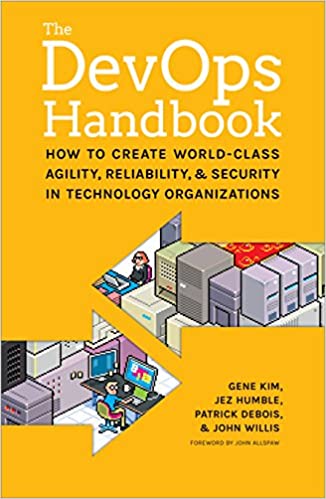 The
DevOps
Handbook
HOW TO CREATE WORLD-CLASS
AGILITY, RELIABILITY, & SECURITY
IN TECHNOLOGY ORGANIZATIONS
GENE KIM,
JEZ HUMBLE,
PATRICK DEBOIS,
& JOHN WILLIS
FOREWORD BY JOHN ALLSPAW